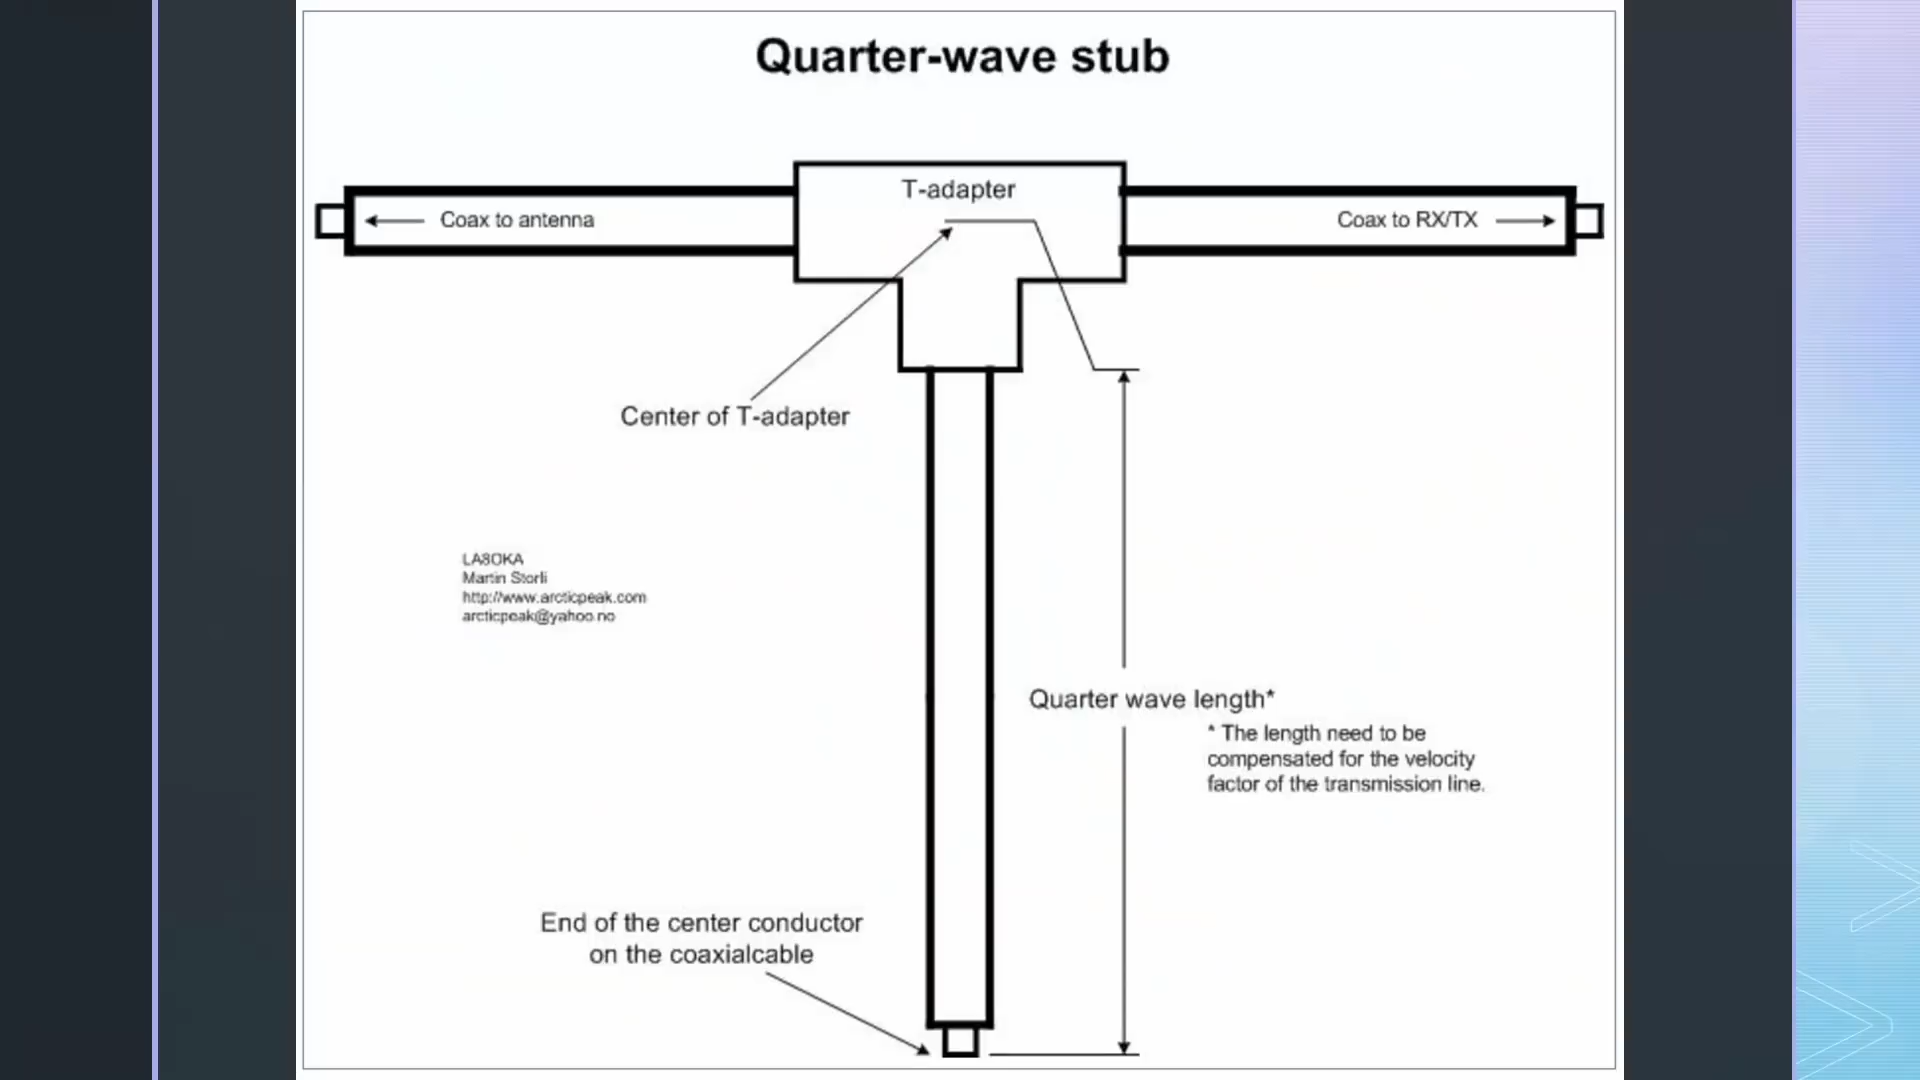 Quarter-wave stub
T-adapter
Coax to antenna
Coax to RX/TX
Center of T-adapter
LA8OKA
Martin Storli
http://www.arcticpeak.com
arcticpeak@yahoo.no
Quarter wave length*
* The length need to be
compensated for the velocity
factor of the transmission line.
End of the center conductor
on the coaxialcable